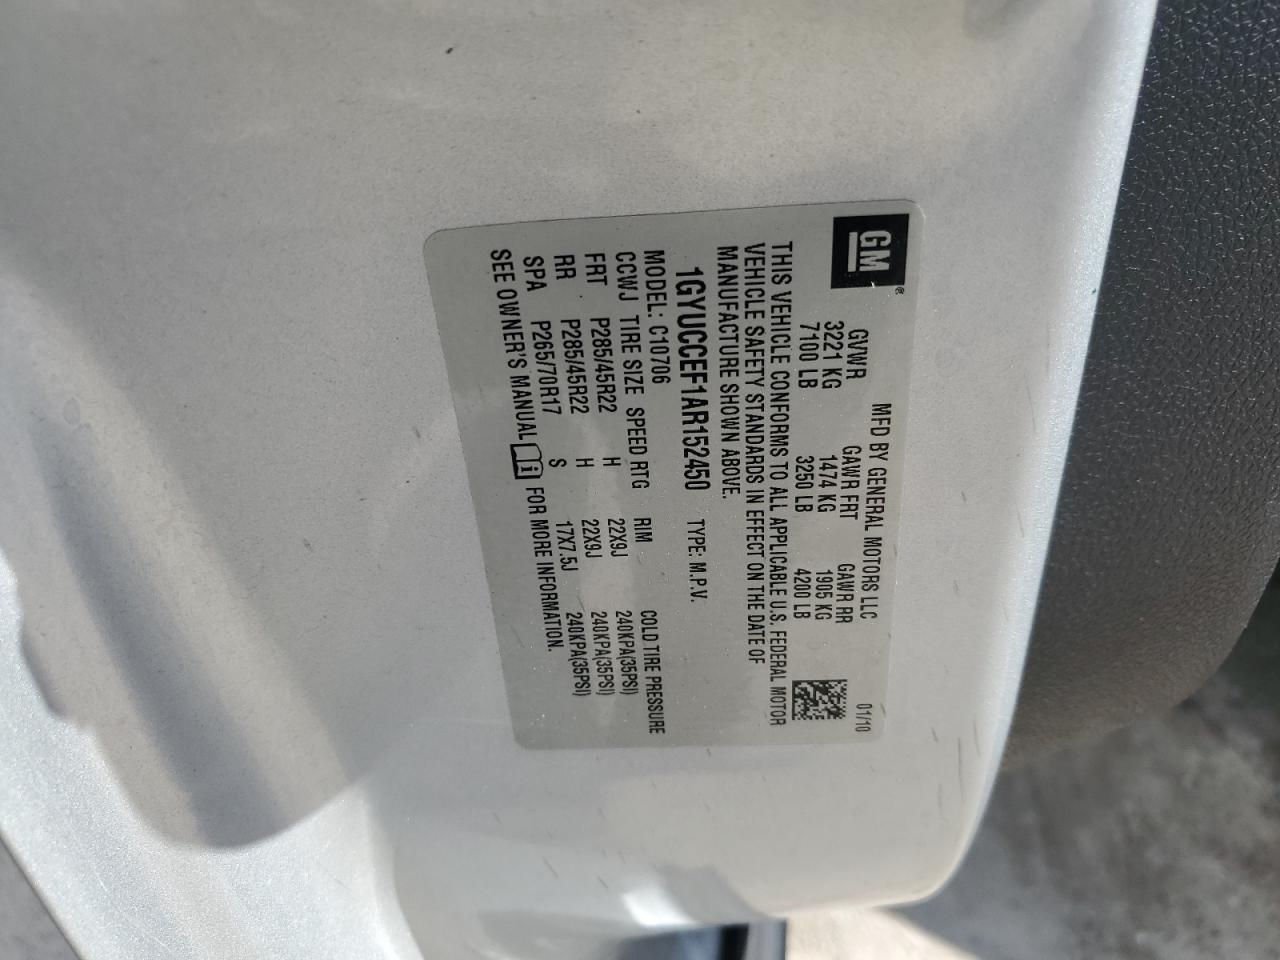 GM ®
MFD BY GENERAL MOTORS LLC 01/10
GVWR GAWR FRT GAWR RR
3221 KG 1474 KG 1905 KG
7100 LB 3250 LB 4200 LB
THIS VEHICLE CONFORMS TO ALL APPLICABLE U.S. FEDERAL MOTOR
VEHICLE SAFETY STANDARDS IN EFFECT ON THE DATE OF
MANUFACTURE SHOWN ABOVE.
1GYUCCEF1AR152450 TYPE: M.P.V.
MODEL: C10706
CCWJ TIRE SIZE SPEED RTG RIM COLD TIRE PRESSURE
FRT P285/45R22 H 22X9J 240KPA(35PSI)
RR P285/45R22 H 22X9J 240KPA(35PSI)
SPA P265/70R17 S 17X7.5J 240KPA(35PSI)
SEE OWNER'S MANUAL FOR MORE INFORMATION.